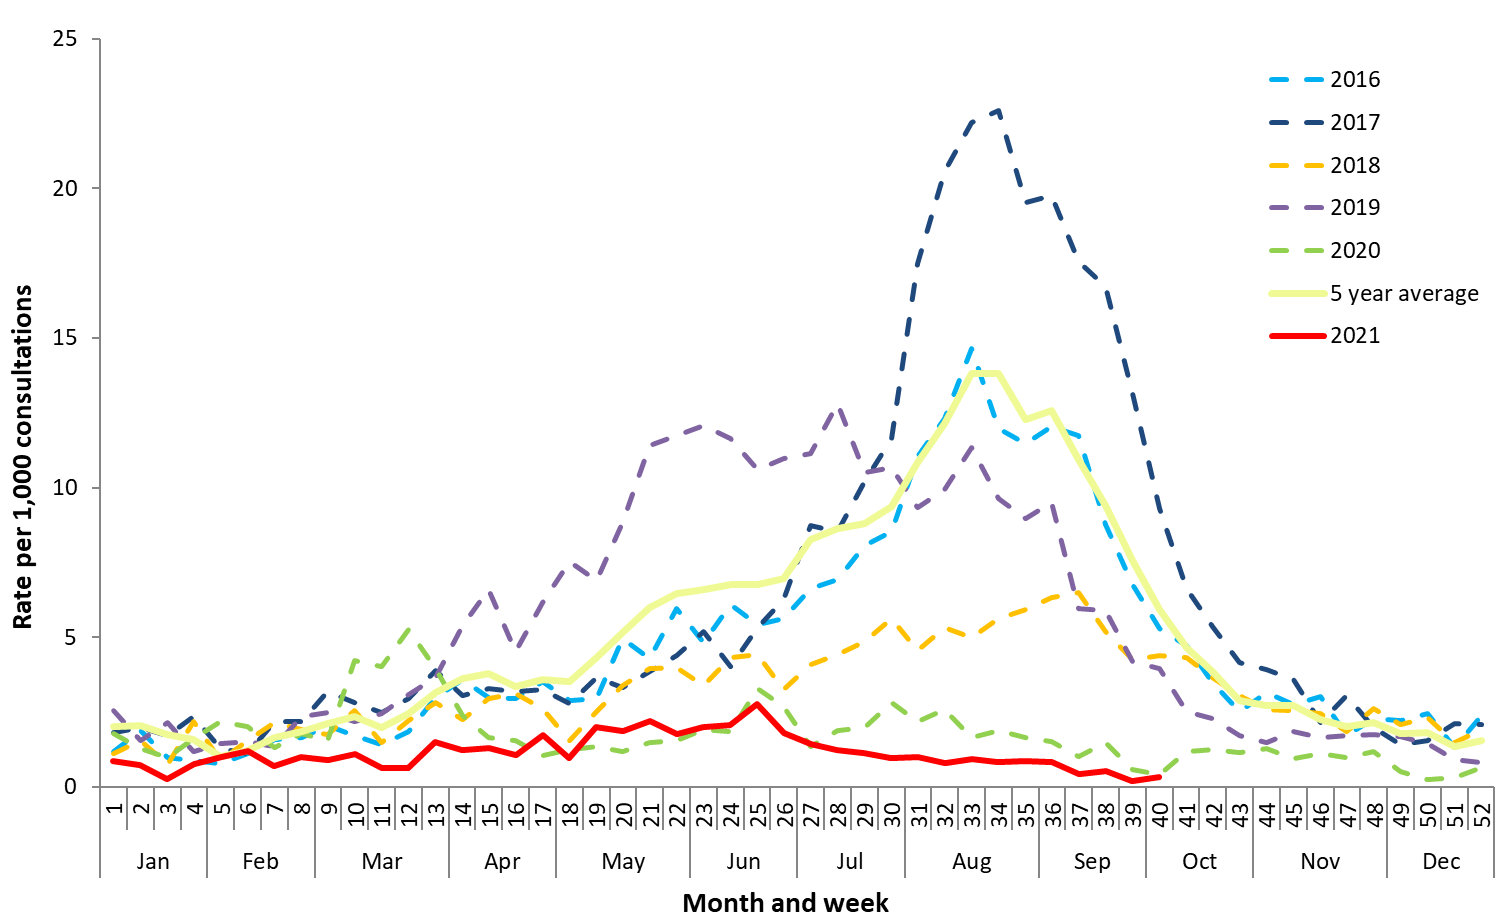 25
20
15
10
5
0
Rate per 1,000 consultations
2016
2017
2018
2019
2020
5 year average
2021
1 2 3 4 5 6 7 8 9 10 11 12 13 14 15 16 17 18 19 20 21 22 23 24 25 26 27 28 29 30 31 32 33 34 35 36 37 38 39 40 41 42 43 44 45 46 47 48 49 50 51 52
Jan Feb Mar Apr May Jun Jul Aug Sep Oct Nov Dec
Month and week